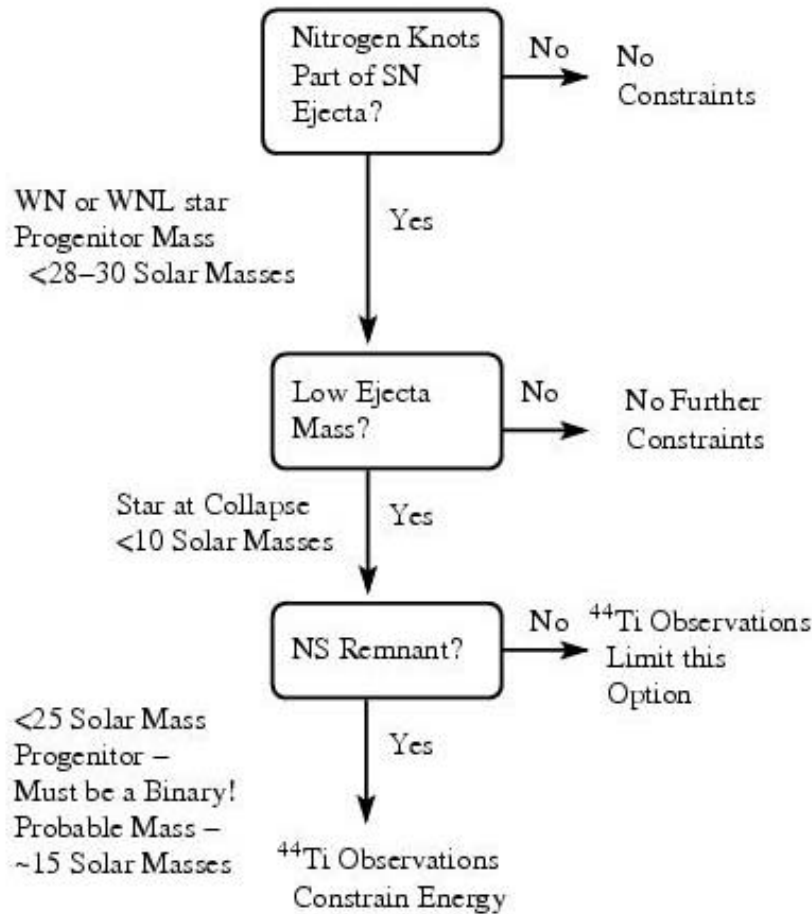 Nitrogen Knots
Part of SN
Ejecta?
No
No
Constraints
WN or WNL star
Progenitor Mass
<28–30 Solar Masses
Yes
Low Ejecta
Mass?
No
No Further
Constraints
Star at Collapse
<10 Solar Masses
Yes
NS Remnant?
No
44Ti Observations
Limit this
Option
<25 Solar Mass
Progenitor –
Must be a Binary!
Probable Mass –
~15 Solar Masses
Yes
44Ti Observations
Constrain Energy